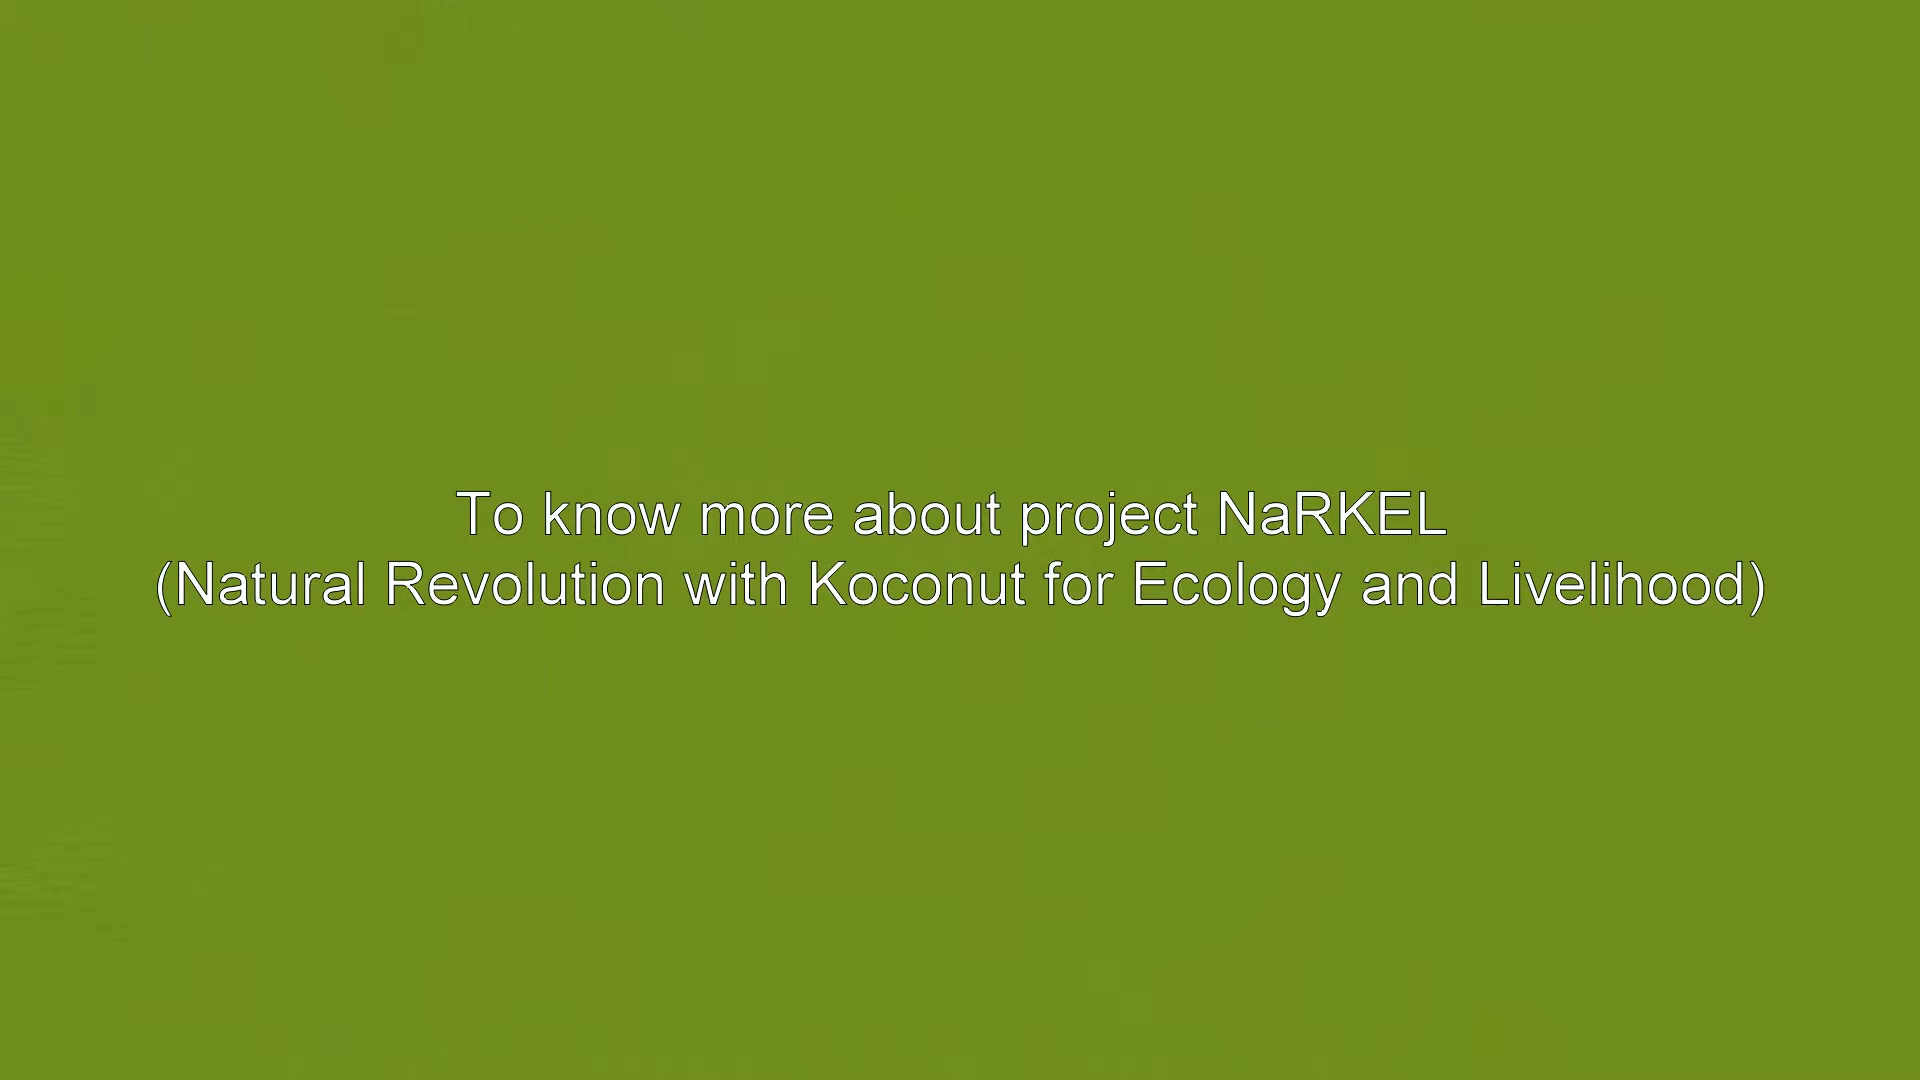 To know more about project NaRKEL
(Natural Revolution with Koconut for Ecology and Livelihood)